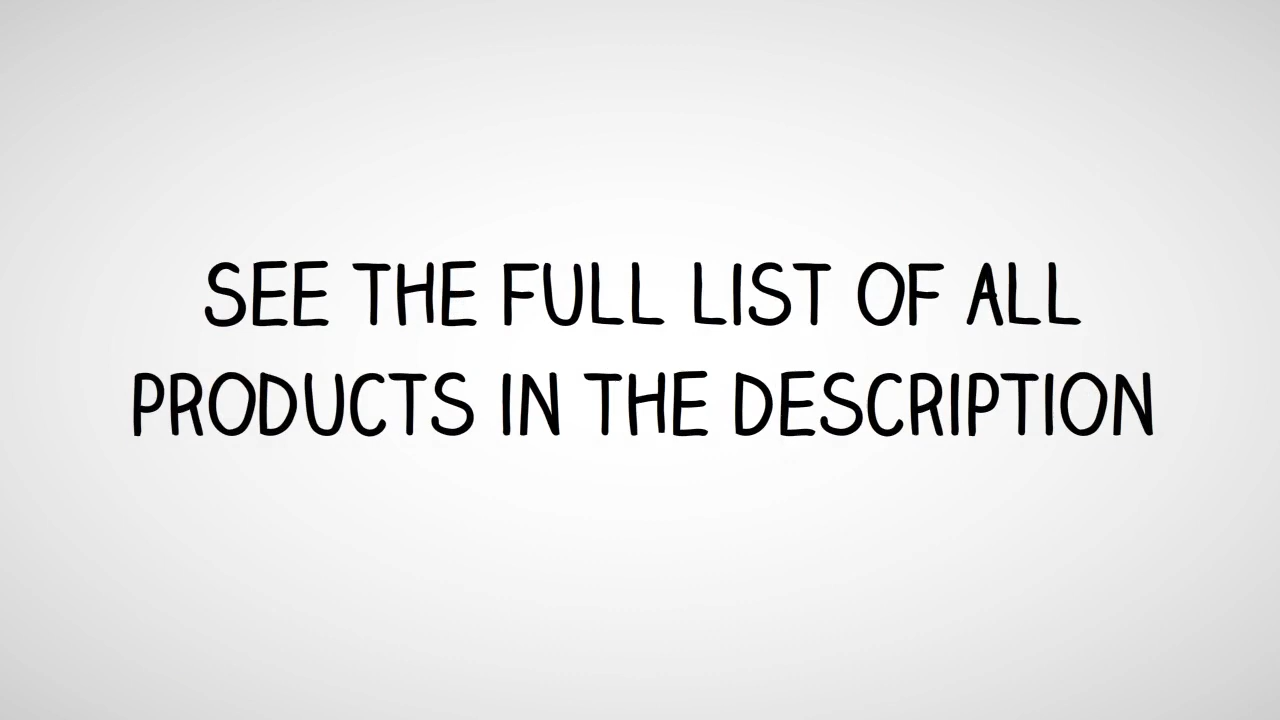 SEE THE FULL LIST OF ALL
PRODUCTS IN THE DESCRIPTION